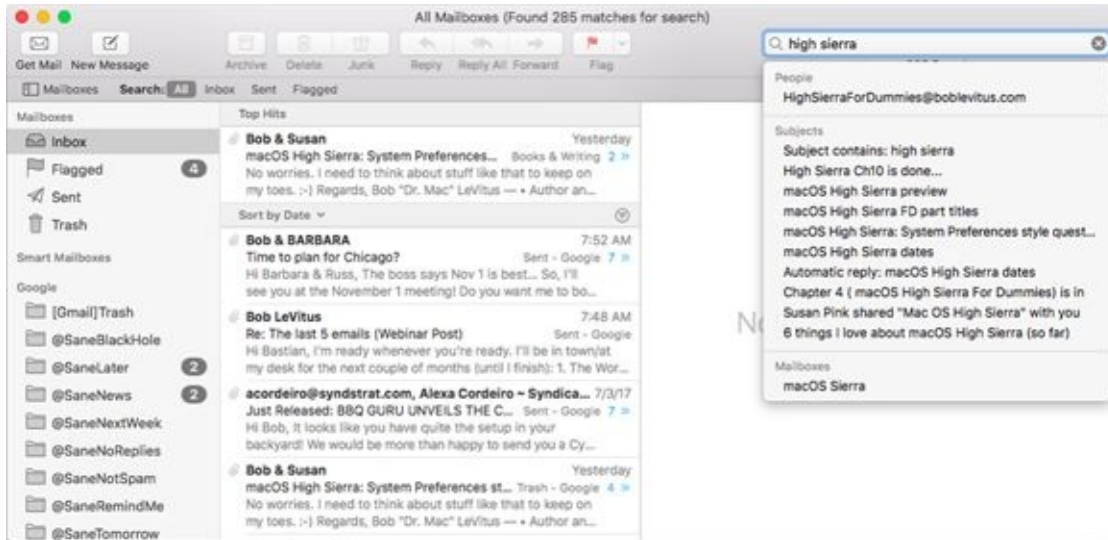 All Mailboxes (Found 285 matches for search)
Get Mail New Message Archive Delete Junk Reply Reply All Forward Flag
high sierra
Mailboxes Search: All Inbox Sent Flagged
Mailboxes
Inbox
Flagged 4
Sent
Trash
Smart Mailboxes
Google
[Gmail]Trash
@SaneBlackHole
@SaneLater 2
@SaneNews 2
@SaneNextWeek
@SaneNoReplies
@SaneNotSpam
@SaneRemindMe
@SaneTomorrow
Top Hits
Bob & Susan Yesterday
macOS High Sierra: System Preferences... Books & Writing 2 »
No worries. I need to think about stuff like that to keep on
my toes. :-) Regards, Bob "Dr. Mac" LeVitus — • Author an...
Sort by Date
Bob & BARBARA 7:52 AM
Time to plan for Chicago? Sent - Google 7 »
Hi Barbara & Russ, The boss says Nov 1 is best... So, I'll
see you at the November 1 meeting! Do you want me to bo...
Bob LeVitus 7:48 AM
Re: The last 5 emails (Webinar Post) Sent - Google
Hi Bastian, I'm ready whenever you're ready. I'll be in town/at
my desk for the next couple of months (until I finish): 1. The Wor...
acordeiro@syndstrat.com, Alexa Cordeiro ~ Syndica... 7/3/17
Just Released: BBQ GURU UNVEILS THE C... Sent - Google 7 »
Hi Bob, It looks like you have quite the setup in your
backyard! We would be more than happy to send you a Cy...
Bob & Susan Yesterday
macOS High Sierra: System Preferences st... Trash - Google 4 »
No worries. I need to think about stuff like that to keep on
my toes. :-) Regards, Bob "Dr. Mac" LeVitus — • Author an...
People
HighSierraForDummies@boblevitus.com
Subjects
Subject contains: high sierra
High Sierra Ch10 is done...
macOS High Sierra preview
macOS High Sierra FD part titles
macOS High Sierra: System Preferences style quest...
macOS High Sierra dates
Automatic reply: macOS High Sierra dates
Chapter 4 ( macOS High Sierra For Dummies) is in
Susan Pink shared "Mac OS High Sierra" with you
6 things I love about macOS High Sierra (so far)
Mailboxes
macOS Sierra